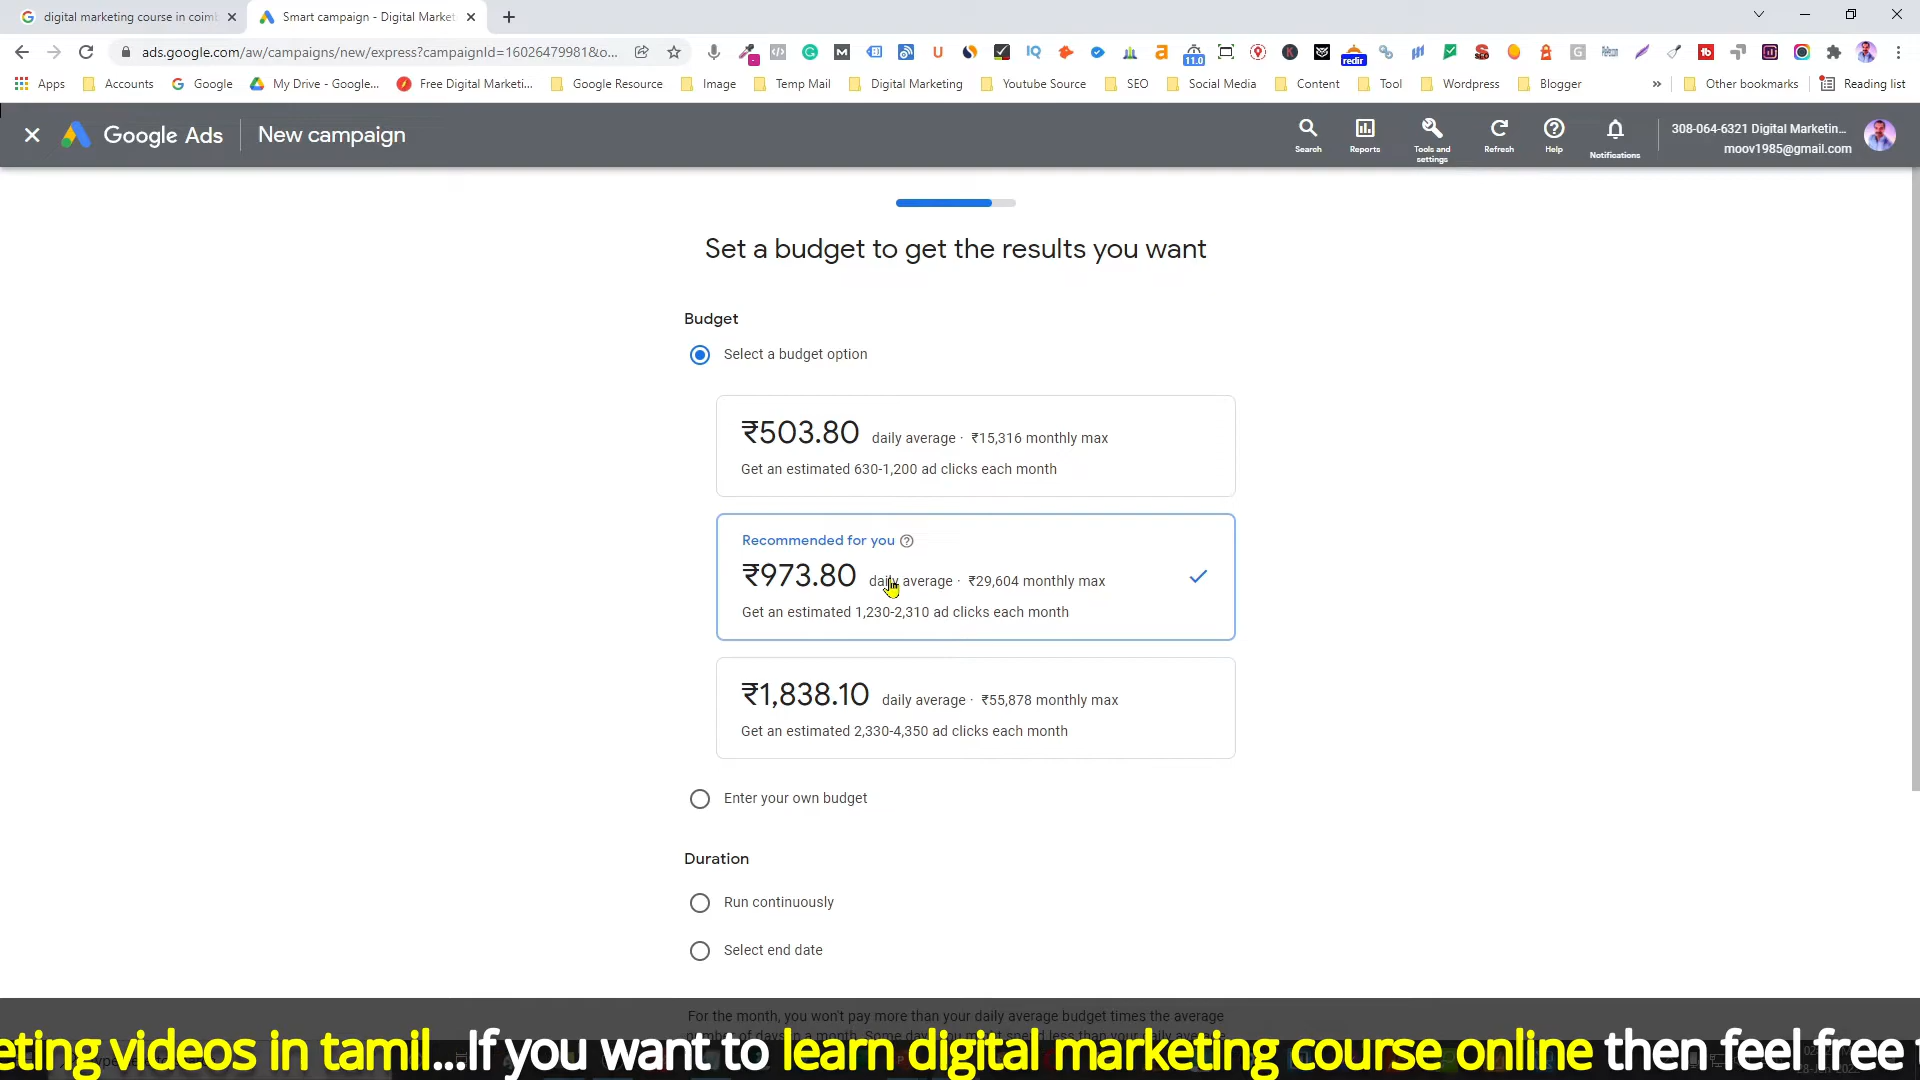 digital marketing course in coimb
Smart campaign - Digital Market
ads.google.com/aw/campaigns/new/express?campaignId=16026479981&o...
11.0
redir
Apps
Accounts
Google
My Drive - Google...
Free Digital Marketi...
Google Resource
Image
Temp Mail
Digital Marketing
Youtube Source
SEO
Social Media
Content
Tool
Wordpress
Blogger
»
Other bookmarks
Reading list
Google Ads
New campaign
Search
Reports
Tools and
settings
Refresh
Help
Notifications
308-064-6321 Digital Marketin...
moov1985@gmail.com
Set a budget to get the results you want
Budget
Select a budget option
₹503.80 daily average · ₹15,316 monthly max
Get an estimated 630-1,200 ad clicks each month
Recommended for you
₹973.80 daily average · ₹29,604 monthly max
Get an estimated 1,230-2,310 ad clicks each month
₹1,838.10 daily average · ₹55,878 monthly max
Get an estimated 2,330-4,350 ad clicks each month
Enter your own budget
Duration
Run continuously
Select end date
For the month, you won't pay more than your daily average budget times the average
eting videos in tamil...If you want to learn digital marketing course online then feel free